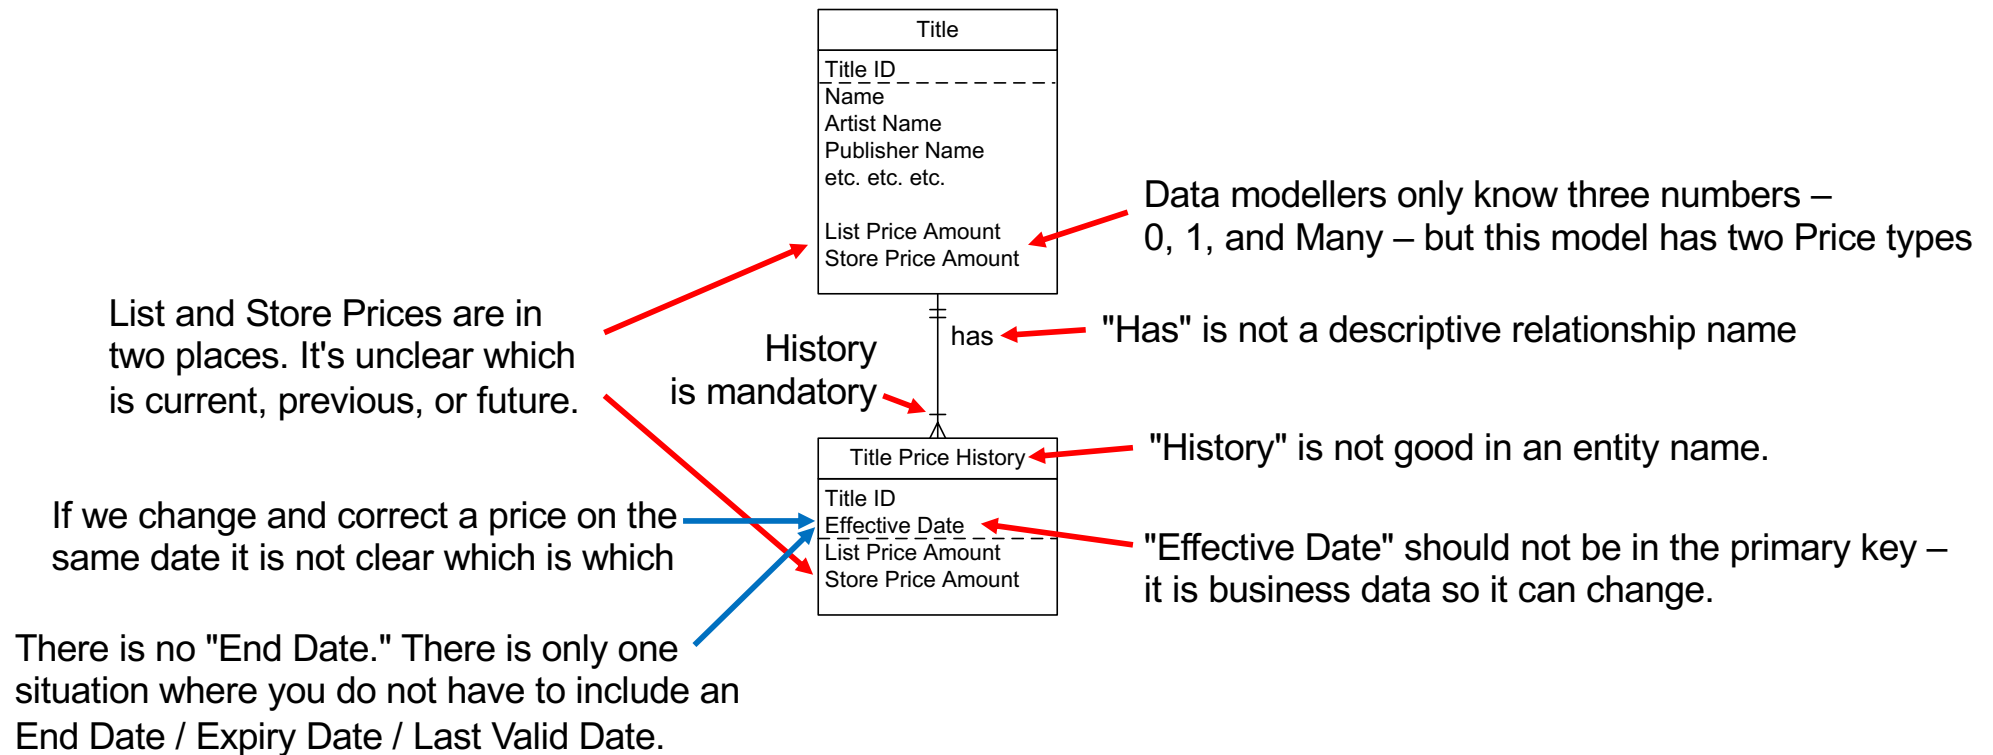 Title
Title ID
Name
Artist Name
Publisher Name
etc. etc. etc.
List Price Amount
Store Price Amount
Data modellers only know three numbers –
0, 1, and Many – but this model has two Price types
List and Store Prices are in
two places. It's unclear which
is current, previous, or future.
has
"Has" is not a descriptive relationship name
History
is mandatory
Title Price History
"History" is not good in an entity name.
Title ID
Effective Date
List Price Amount
Store Price Amount
If we change and correct a price on the
same date it is not clear which is which
"Effective Date" should not be in the primary key –
it is business data so it can change.
There is no "End Date." There is only one
situation where you do not have to include an
End Date / Expiry Date / Last Valid Date.